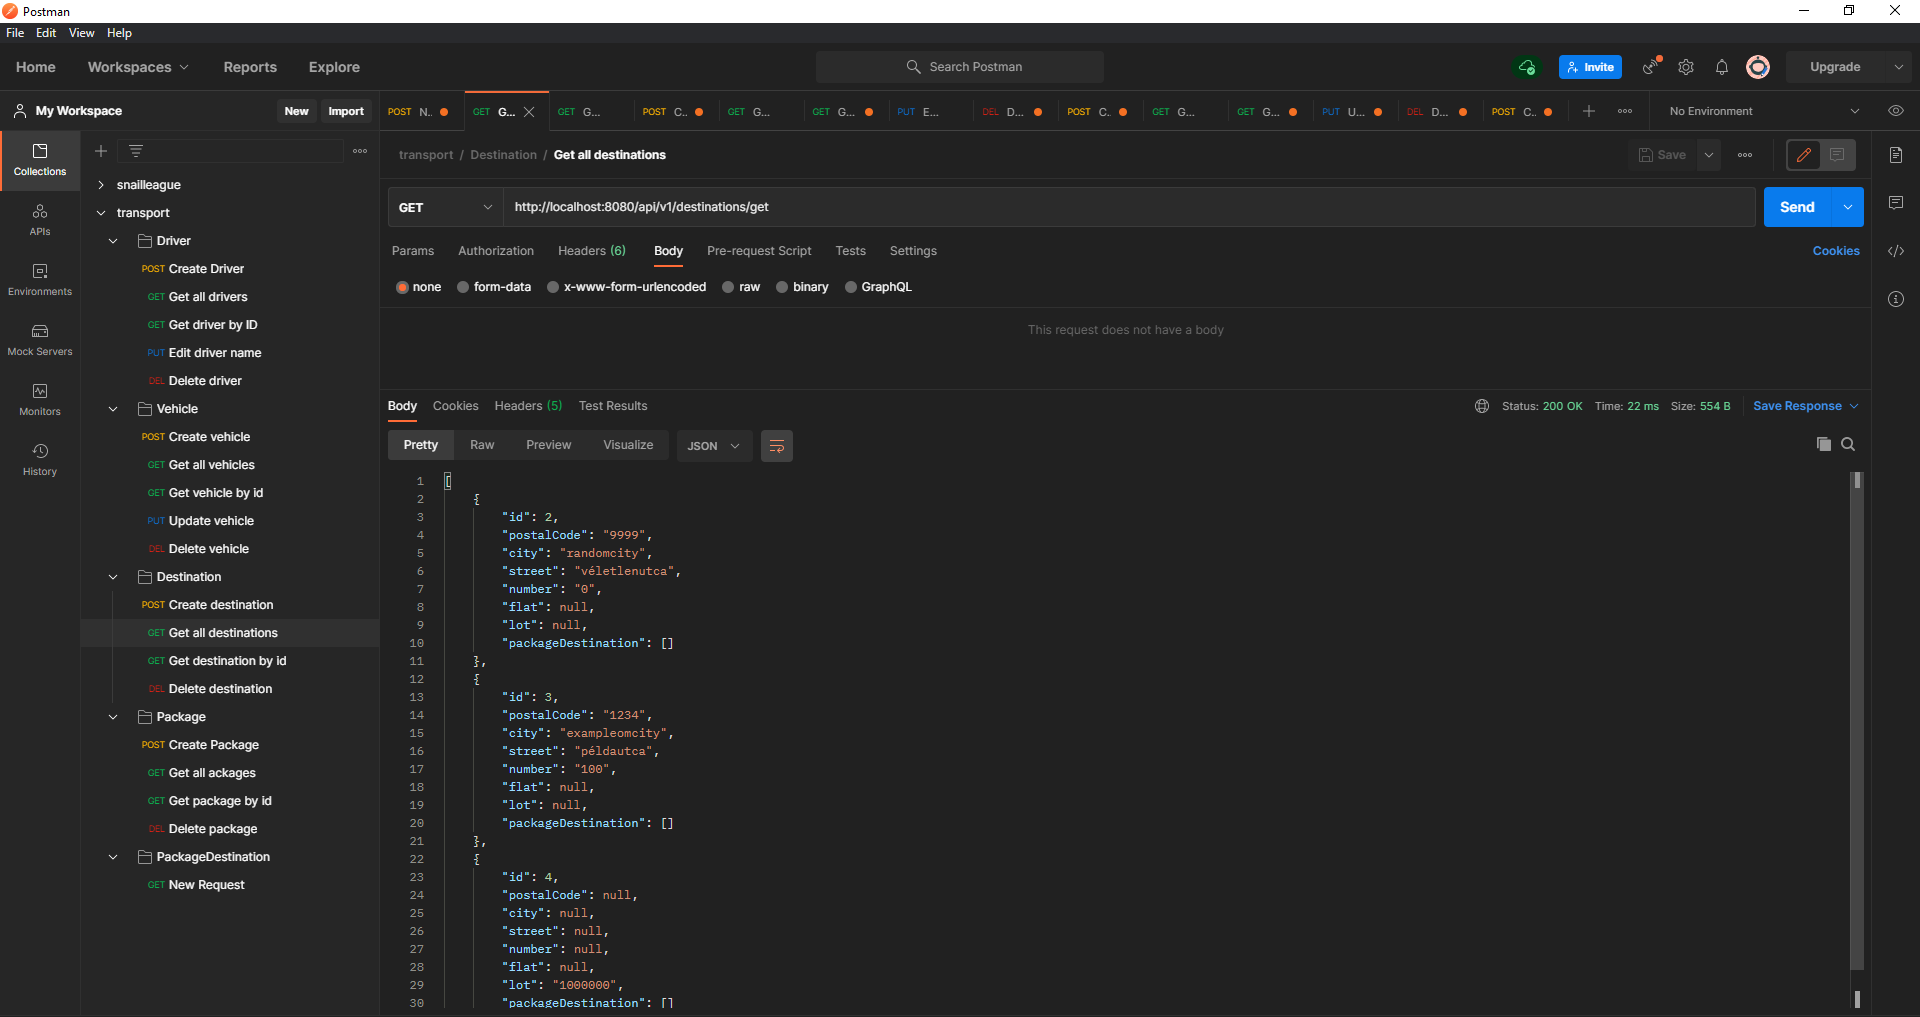 Postman
File Edit View Help
Home Workspaces Reports Explore Search Postman Invite Upgrade
My Workspace New Import
POST N.. GET G... GET G... POST C.. GET G... GET G... PUT E... DEL D... POST C.. GET G... GET G... PUT U... DEL D... POST C.. No Environment
Collections
APIs
Environments
Mock Servers
Monitors
History
snailleague
transport
Driver
POST Create Driver
GET Get all drivers
GET Get driver by ID
PUT Edit driver name
DEL Delete driver
Vehicle
POST Create vehicle
GET Get all vehicles
GET Get vehicle by id
PUT Update vehicle
DEL Delete vehicle
Destination
POST Create destination
GET Get all destinations
GET Get destination by id
DEL Delete destination
Package
POST Create Package
GET Get all ackages
GET Get package by id
DEL Delete package
PackageDestination
GET New Request
transport / Destination / Get all destinations Save
GET http://localhost:8080/api/v1/destinations/get Send
Params Authorization Headers (6) Body Pre-request Script Tests Settings Cookies
none form-data x-www-form-urlencoded raw binary GraphQL
This request does not have a body
Body Cookies Headers (5) Test Results Status: 200 OK Time: 22 ms Size: 554 B Save Response
Pretty Raw Preview Visualize JSON
1 [
2 {
3 "id": 2,
4 "postalCode": "9999",
5 "city": "randomcity",
6 "street": "véletlenutca",
7 "number": "0",
8 "flat": null,
9 "lot": null,
10 "packageDestination": []
11 },
12 {
13 "id": 3,
14 "postalCode": "1234",
15 "city": "exampleomcity",
16 "street": "példautca",
17 "number": "100",
18 "flat": null,
19 "lot": null,
20 "packageDestination": []
21 },
22 {
23 "id": 4,
24 "postalCode": null,
25 "city": null,
26 "street": null,
27 "number": null,
28 "flat": null,
29 "lot": "1000000",
30 "packageDestination": []